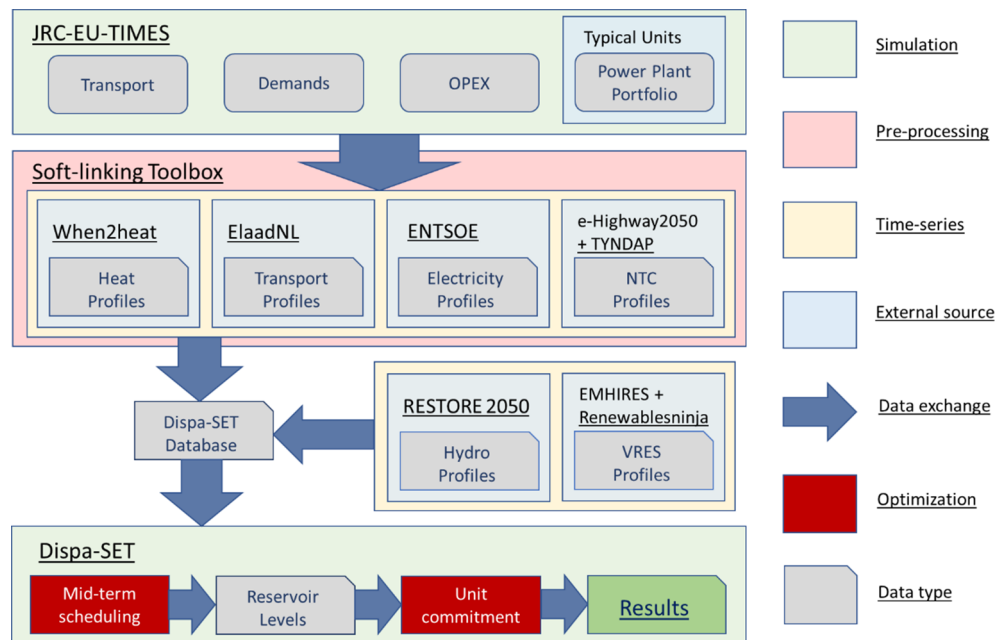 JRC-EU-TIMES
Transport
Demands
OPEX
Typical Units
Power Plant
Portfolio
Soft-linking Toolbox
When2heat
Heat
Profiles
ElaadNL
Transport
Profiles
ENTSOE
Electricity
Profiles
e-Highway2050
+ TYNDAP
NTC
Profiles
Dispa-SET
Database
RESTORE 2050
Hydro
Profiles
EMHIRES +
Renewablesninja
VRES
Profiles
Dispa-SET
Mid-term
scheduling
Reservoir
Levels
Unit
commitment
Results
Simulation
Pre-processing
Time-series
External source
Data exchange
Optimization
Data type